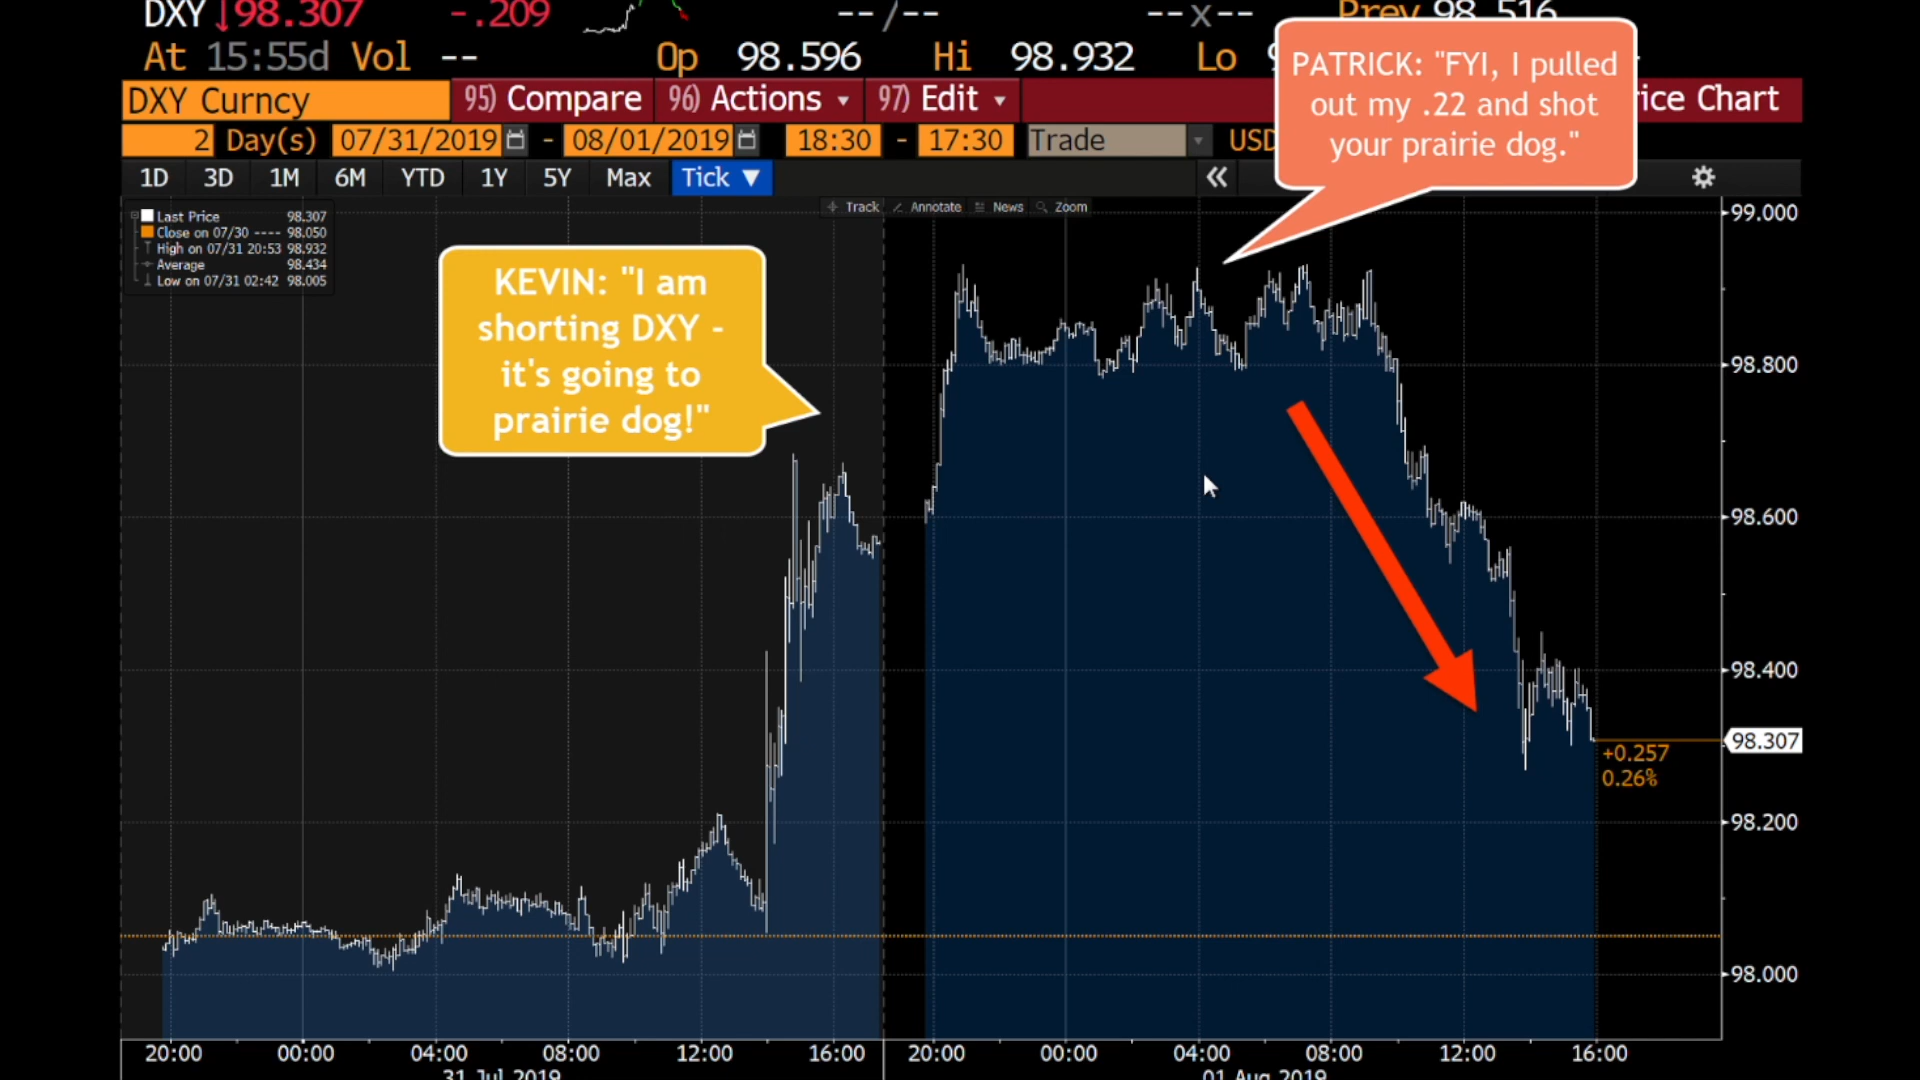 DXY ↓98.307 -.209 --/-- --x-- Prev 98.516
At 15:55d Vol -- Op 98.596 Hi 98.932 Lo
DXY Curncy 95) Compare 96) Actions 97) Edit ice Chart
2 Day(s) 07/31/2019 - 08/01/2019 18:30 - 17:30 Trade USD
1D 3D 1M 6M YTD 1Y 5Y Max Tick ▼ «
Track Annotate News Zoom
Last Price 98.307
Close on 07/30 ---- 98.050
High on 07/31 20:53 98.932
Average 98.434
Low on 07/31 02:42 98.005
PATRICK: "FYI, I pulled
out my .22 and shot
your prairie dog."
KEVIN: "I am
shorting DXY -
it's going to
prairie dog!"
99.000
98.800
98.600
98.400
98.307
+0.257
0.26%
98.200
98.000
20:00 00:00 04:00 08:00 12:00 16:00 20:00 00:00 04:00 08:00 12:00 16:00
31 Jul 2019 01 Aug 2019